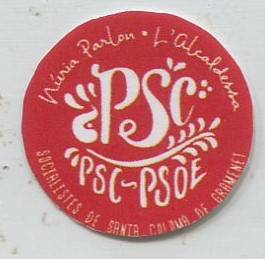 Núria Parlon • L'Alcaldessa
PSC
PSC-PSOE
SOCIALISTES DE SANTA COLOMA DE GRAMENET